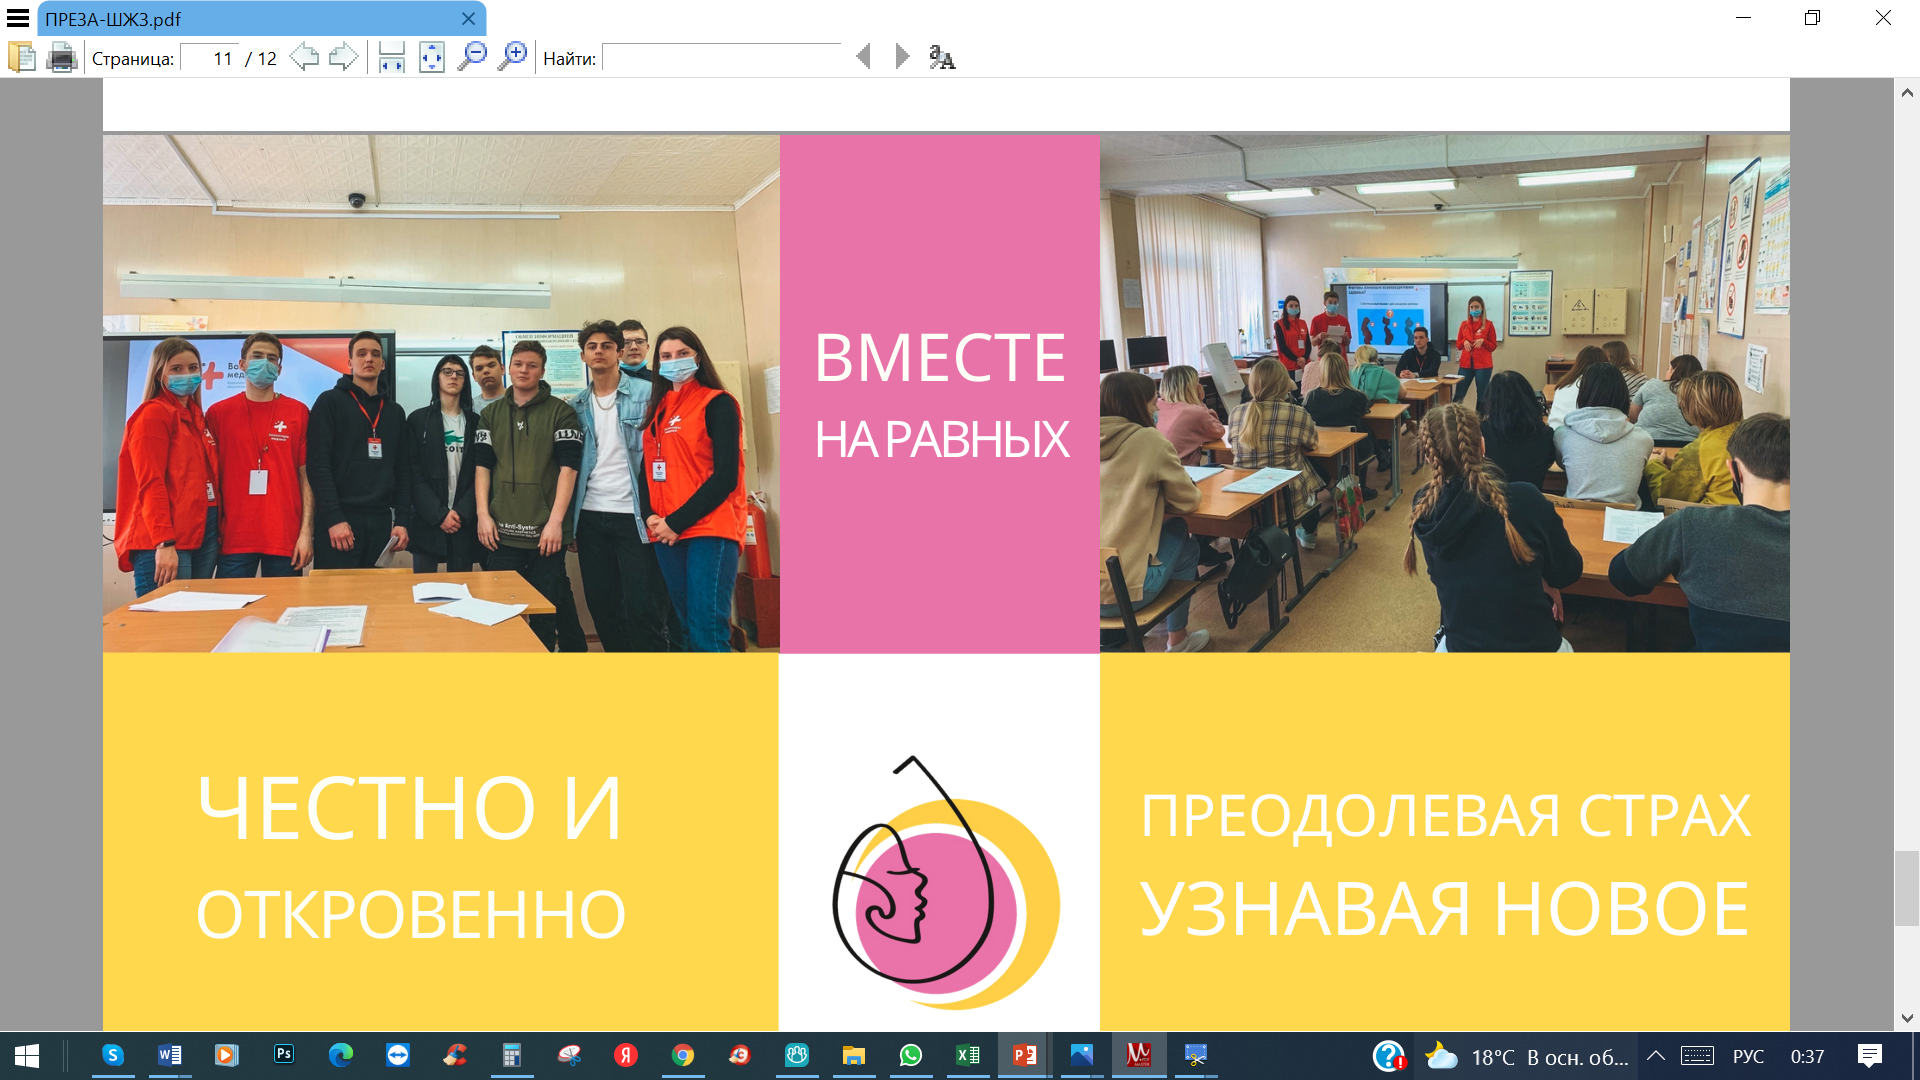 ПРЕЗА-ШЖЗ.pdf
Страница: 11 / 12
Найти:
ВМЕСТЕ
НА РАВНЫХ
ЧЕСТНО И
ОТКРОВЕННО
ПРЕОДОЛЕВАЯ СТРАХ
УЗНАВАЯ НОВОЕ
18°C В осн. об...
РУС
0:37